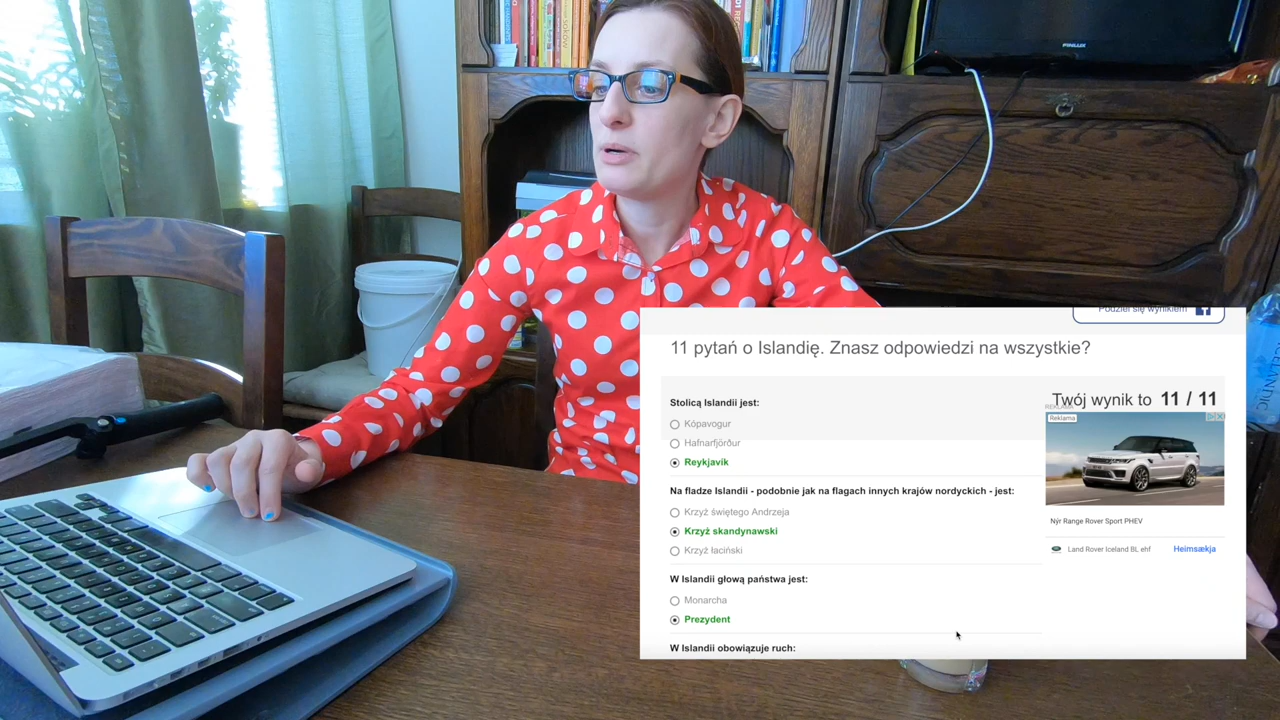 SOKÓW
FINLUX
Podziel się wynikiem
11 pytań o Islandię. Znasz odpowiedzi na wszystkie?
Stolicą Islandii jest:
Twój wynik to 11 / 11
REKLAMA
Reklama
Kópavogur
Hafnarfjörður
Reykjavik
Na fladze Islandii - podobnie jak na flagach innych krajów nordyckich - jest:
Krzyż świętego Andrzeja
Nýr Range Rover Sport PHEV
Krzyż skandynawski
Krzyż łaciński
Land Rover Iceland BL ehf
Heimsækja
W Islandii głową państwa jest:
Monarcha
Prezydent
W Islandii obowiązuje ruch:
ICELANDIC